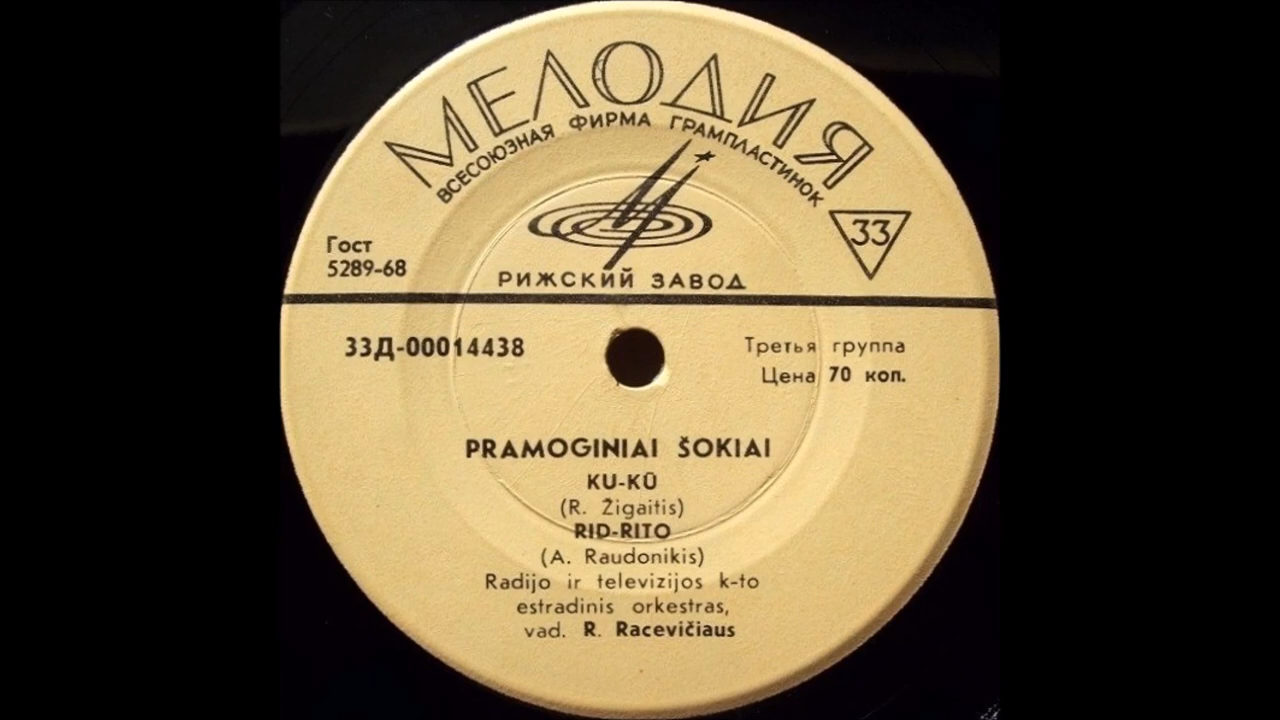 МЕЛОДИЯ
ВСЕСОЮЗНАЯ ФИРМА ГРАМПЛАСТИНОК
33
Гост
5289-68
РИЖСКИЙ ЗАВОД
33Д-00014438
Третья группа
Цена 70 коп.
PRAMOGINIAI ŠOKIAI
KU-KŪ
(R. Žigaitis)
RID-RITO
(A. Raudonikis)
Radijo ir televizijos k-to
estradinis orkestras,
vad. R. Racevičiaus